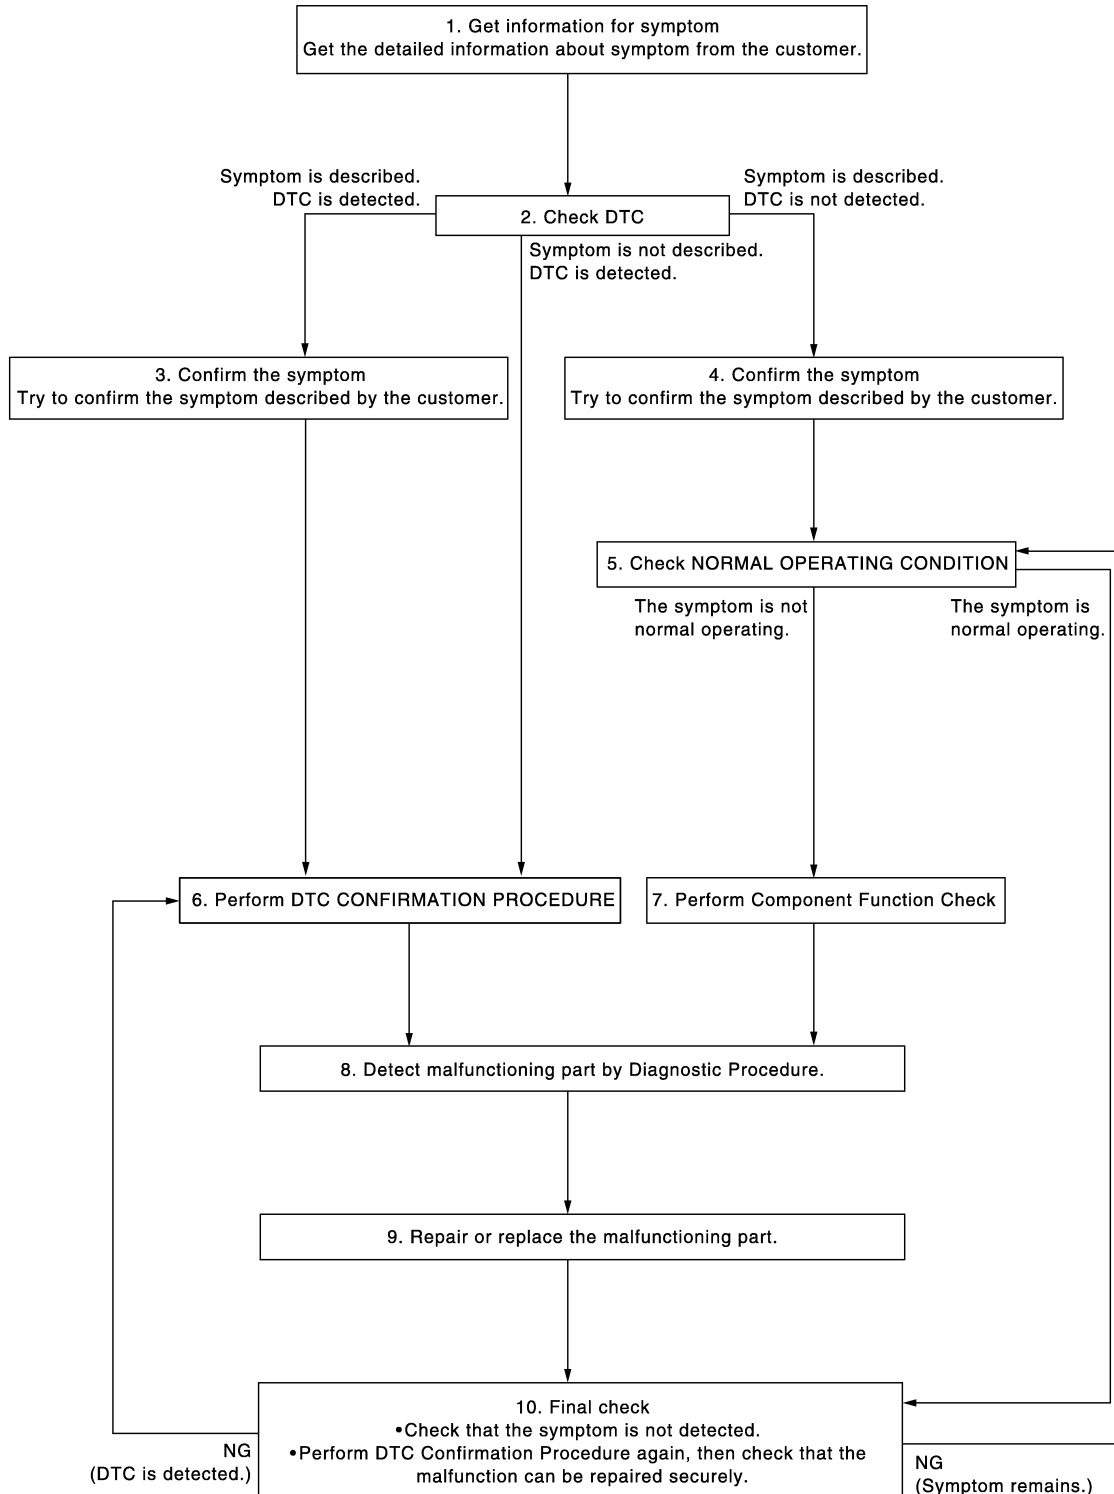 1. Get information for symptom
Get the detailed information about symptom from the customer.
Symptom is described.
DTC is detected.
Symptom is described.
DTC is not detected.
2. Check DTC
Symptom is not described.
DTC is detected.
3. Confirm the symptom
Try to confirm the symptom described by the customer.
4. Confirm the symptom
Try to confirm the symptom described by the customer.
5. Check NORMAL OPERATING CONDITION
The symptom is not
normal operating.
The symptom is
normal operating.
6. Perform DTC CONFIRMATION PROCEDURE
7. Perform Component Function Check
8. Detect malfunctioning part by Diagnostic Procedure.
9. Repair or replace the malfunctioning part.
10. Final check
•Check that the symptom is not detected.
•Perform DTC Confirmation Procedure again, then check that the
malfunction can be repaired securely.
NG
(DTC is detected.)
NG
(Symptom remains.)